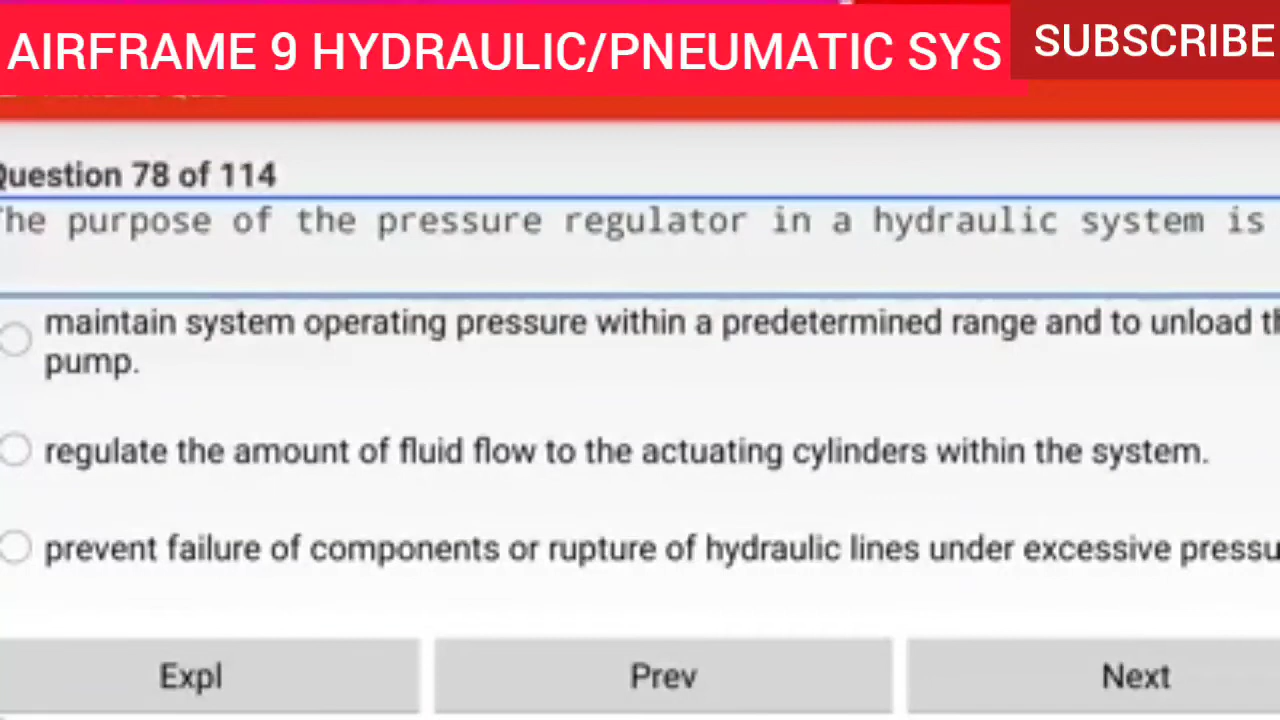 AIRFRAME 9 HYDRAULIC/PNEUMATIC SYS
SUBSCRIBE
Question 78 of 114
The purpose of the pressure regulator in a hydraulic system is
maintain system operating pressure within a predetermined range and to unload th
pump.
regulate the amount of fluid flow to the actuating cylinders within the system.
prevent failure of components or rupture of hydraulic lines under excessive pressu
Expl
Prev
Next